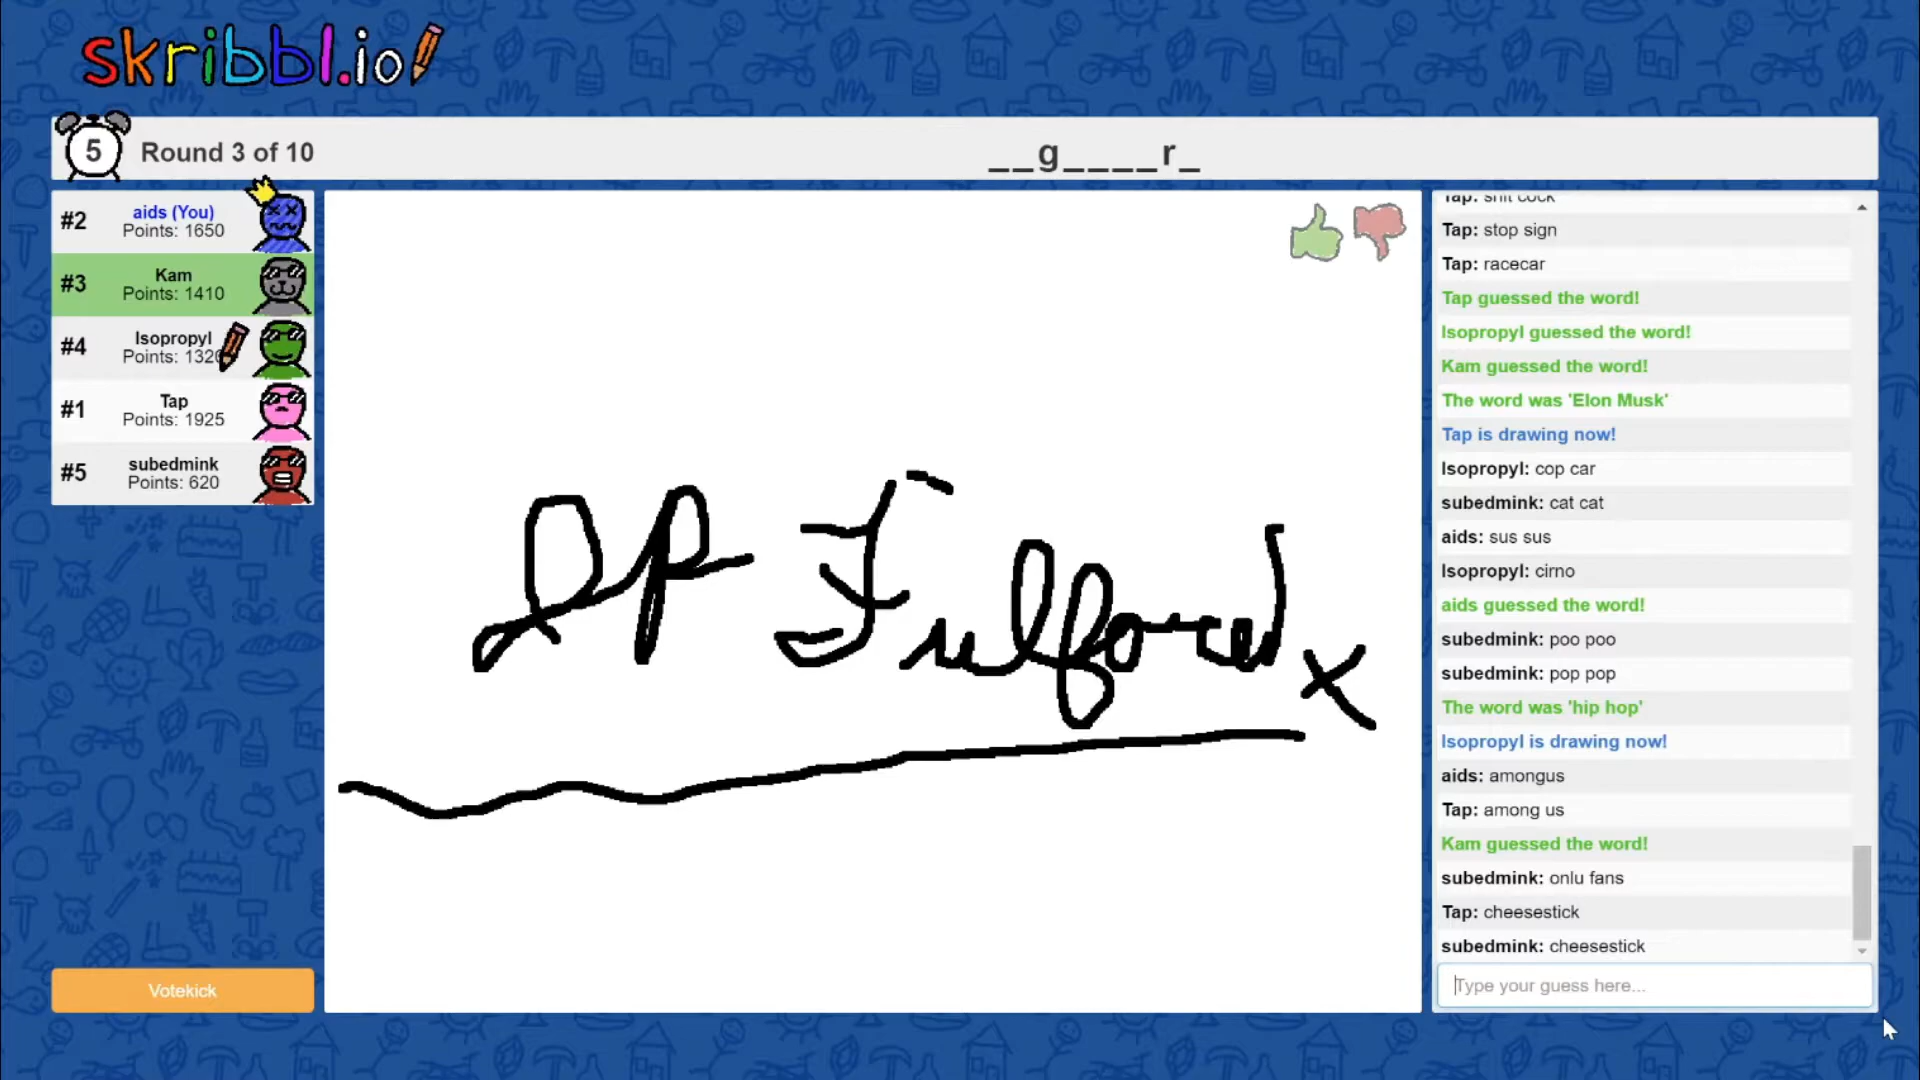 skribbl.io
5
Round 3 of 10
__g____r_
#2
aids (You)
Points: 1650
#3
Kam
Points: 1410
#4
Isopropyl
Points: 1320
#1
Tap
Points: 1925
#5
subedmink
Points: 620
Votekick
Tap: shit cock
Tap: stop sign
Tap: racecar
Tap guessed the word!
Isopropyl guessed the word!
Kam guessed the word!
The word was 'Elon Musk'
Tap is drawing now!
Isopropyl: cop car
subedmink: cat cat
aids: sus sus
Isopropyl: cirno
aids guessed the word!
subedmink: poo poo
subedmink: pop pop
The word was 'hip hop'
Isopropyl is drawing now!
aids: amongus
Tap: among us
Kam guessed the word!
subedmink: onlu fans
Tap: cheesestick
subedmink: cheesestick
Type your guess here...